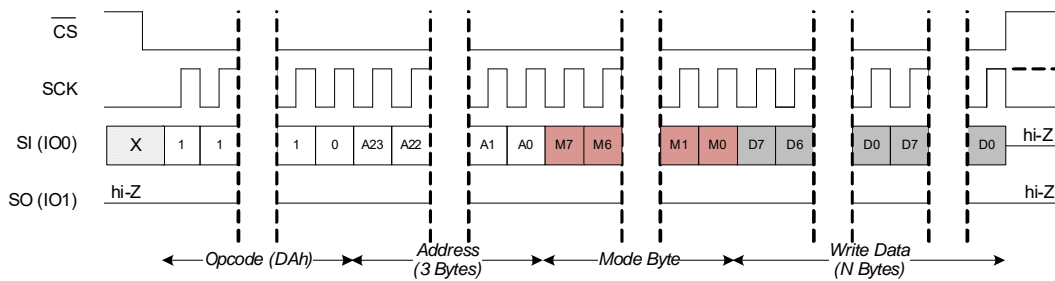 CS
SCK
SI (IO0) X 1 1 1 0 A23 A22 A1 A0 M7 M6 M1 M0 D7 D6 D0 D7 D0 hi-Z
hi-Z hi-Z
SO (IO1)
Opcode (DAh) Address (3 Bytes) Mode Byte Write Data (N Bytes)